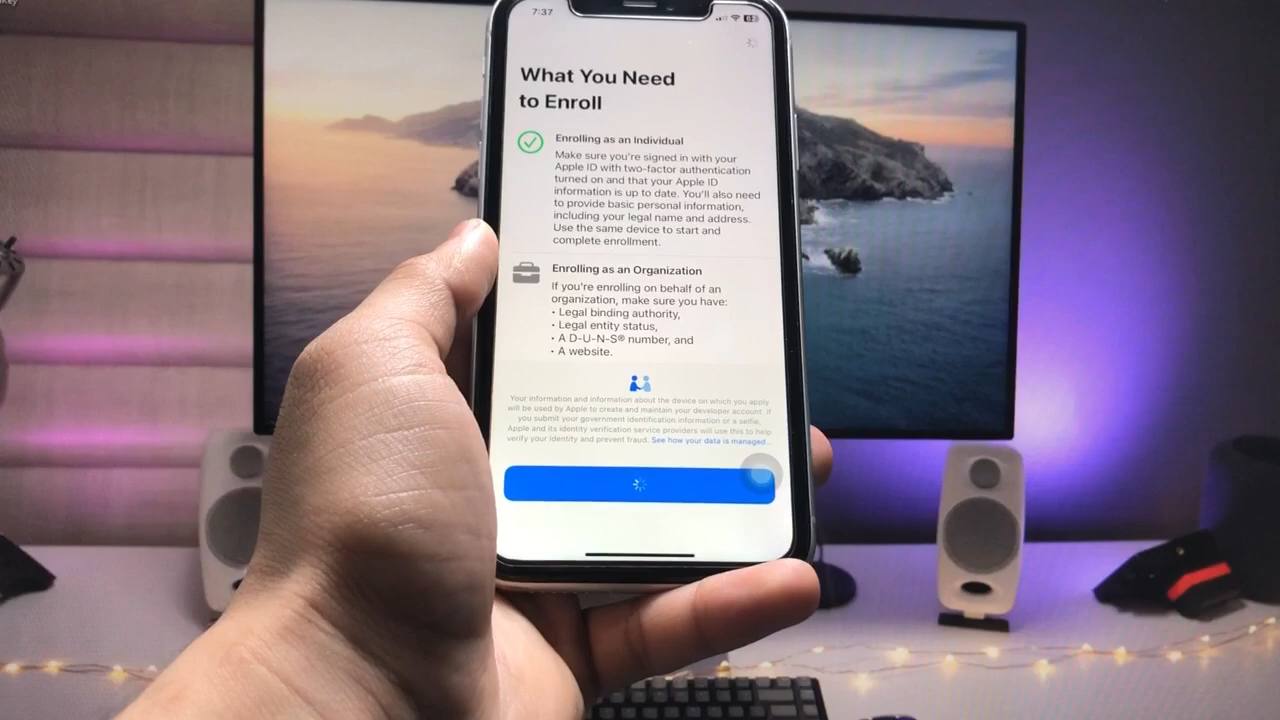 7:37
What You Need
to Enroll
Enrolling as an Individual
Make sure you're signed in with your
Apple ID with two-factor authentication
turned on and that your Apple ID
information is up to date. You'll also need
to provide basic personal information,
including your legal name and address.
Use the same device to start and
complete enrollment.
Enrolling as an Organization
If you're enrolling on behalf of an
organization, make sure you have:
• Legal binding authority,
• Legal entity status,
• A D-U-N-S® number, and
• A website.
Your information and information about the device on which you apply
will be used by Apple to create and maintain your developer account. If
you submit your government identification information or a selfie,
Apple and its identity verification service providers will use this to help
verify your identity and prevent fraud. See how your data is managed...